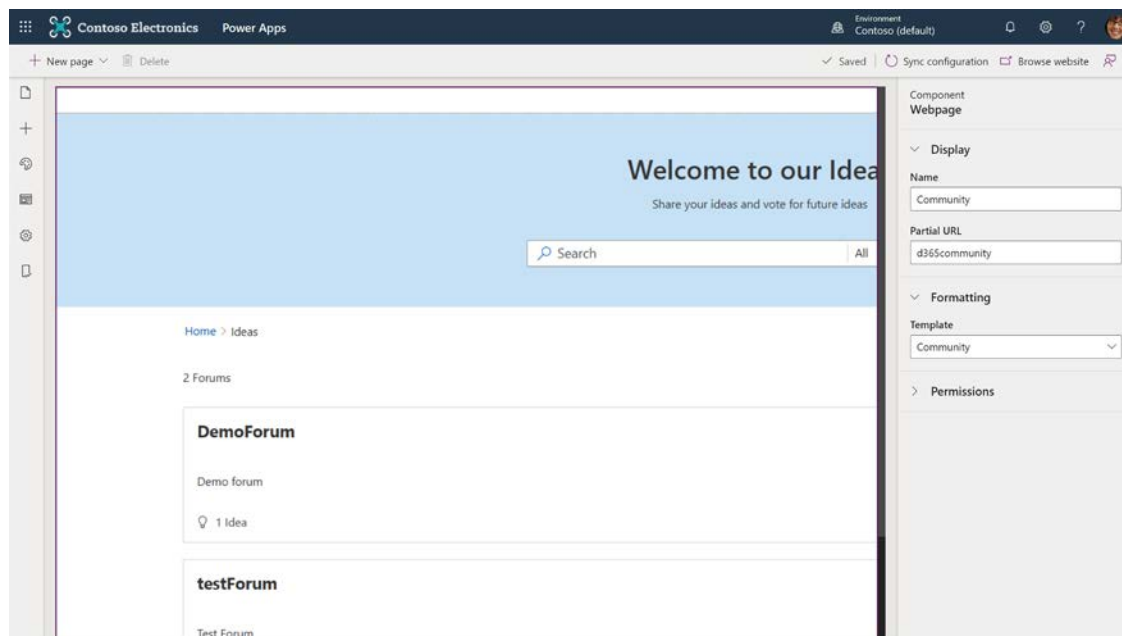 Contoso Electronics Power Apps
Environment
Contoso (default)
?
New page Delete
Saved Sync configuration Browse website
Welcome to our Idea
Share your ideas and vote for future ideas
Search All
Home > Ideas
2 Forums
DemoForum
Demo forum
1 Idea
testForum
Test Forum
Component
Webpage
Display
Name
Community
Partial URL
d365community
Formatting
Template
Community
Permissions